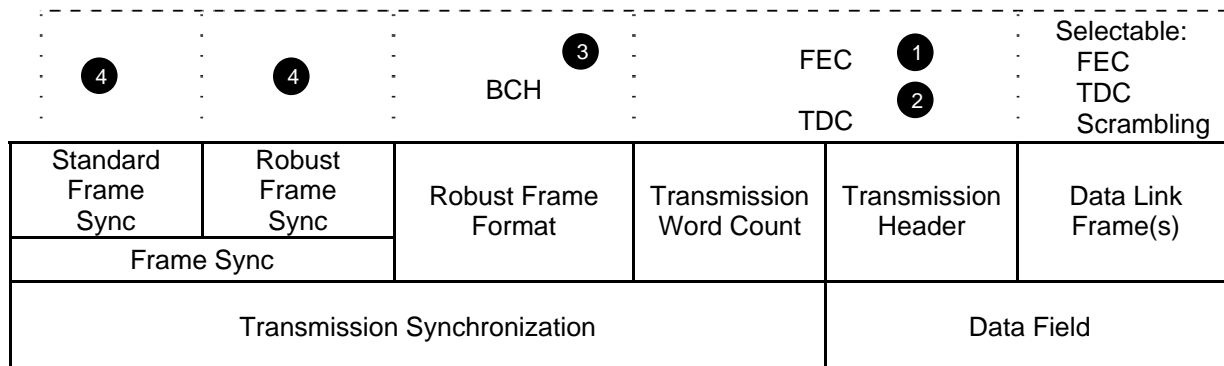 4
4
3
BCH
FEC 1
TDC 2
Selectable:
FEC
TDC
Scrambling
Standard
Frame
Sync
Robust
Frame
Sync
Frame Sync
Robust Frame
Format
Transmission
Word Count
Transmission
Header
Data Link
Frame(s)
Transmission Synchronization
Data Field